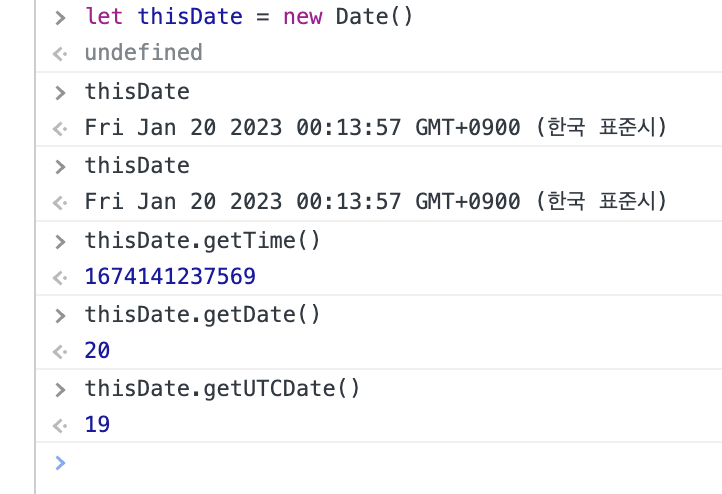 > let thisDate = new Date()
<· undefined
> thisDate
<· Fri Jan 20 2023 00:13:57 GMT+0900 (한국 표준시)
> thisDate
<· Fri Jan 20 2023 00:13:57 GMT+0900 (한국 표준시)
> thisDate.getTime()
<· 1674141237569
> thisDate.getDate()
<· 20
> thisDate.getUTCDate()
<· 19
>